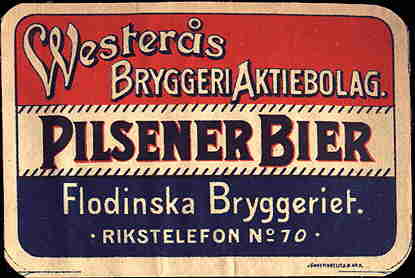 Westerås
BRYGGERI AKTIEBOLAG.
PILSENER BIER
Flodinska Bryggeriet.
· RIKSTELEFON No 70 ·